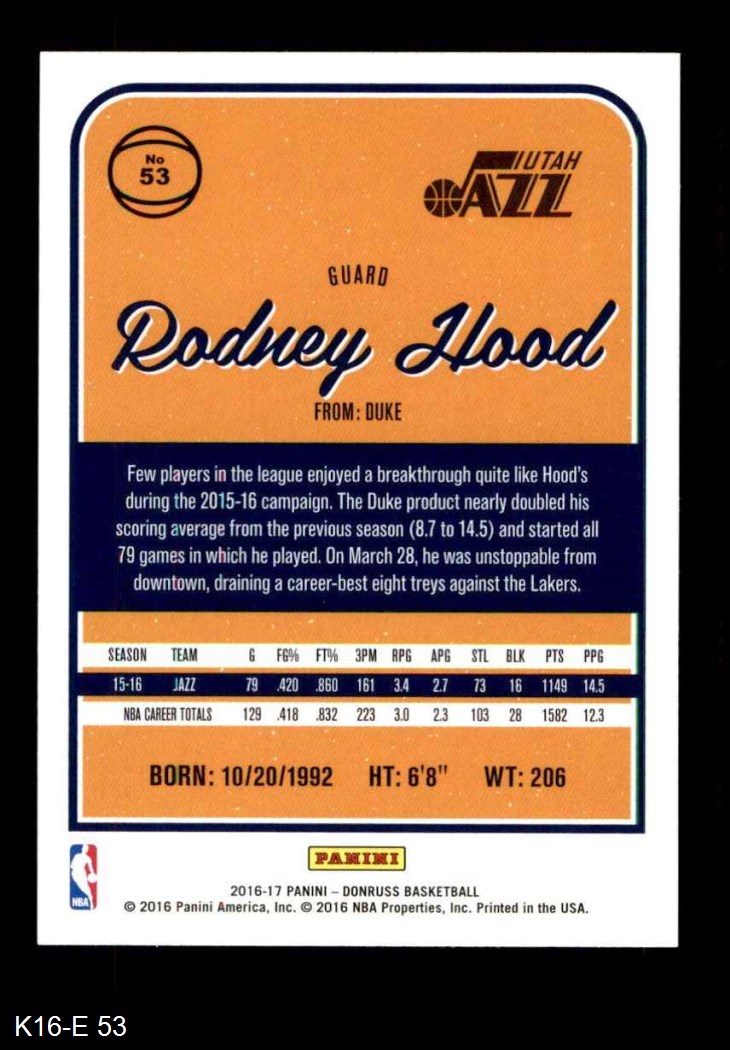 No
53
UTAH
JAZZ
GUARD
Rodney Hood
FROM: DUKE
Few players in the league enjoyed a breakthrough quite like Hood's
during the 2015-16 campaign. The Duke product nearly doubled his
scoring average from the previous season (8.7 to 14.5) and started all
79 games in which he played. On March 28, he was unstoppable from
downtown, draining a career-best eight treys against the Lakers.
SEASON TEAM G FG% FT% 3PM RPG APG STL BLK PTS PPG
15-16 JAZZ 79 .420 .860 161 3.4 2.7 73 16 1149 14.5
NBA CAREER TOTALS 129 .418 .832 223 3.0 2.3 103 28 1582 12.3
BORN: 10/20/1992 HT: 6'8" WT: 206
PANINI
NBA
2016-17 PANINI – DONRUSS BASKETBALL
© 2016 Panini America, Inc. © 2016 NBA Properties, Inc. Printed in the USA.
K16-E 53